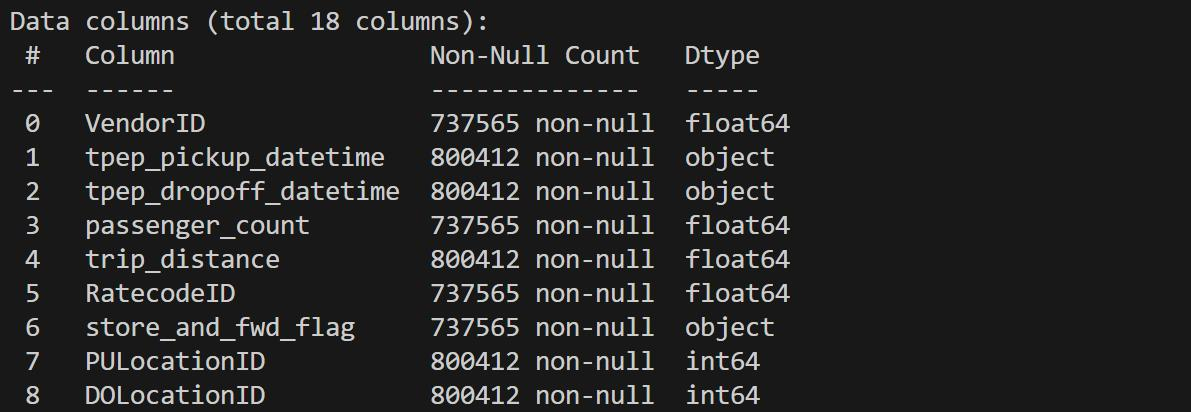 Data columns (total 18 columns):
 #   Column                 Non-Null Count   Dtype
---  ------                 --------------   -----
 0   VendorID               737565 non-null  float64
 1   tpep_pickup_datetime   800412 non-null  object
 2   tpep_dropoff_datetime  800412 non-null  object
 3   passenger_count        737565 non-null  float64
 4   trip_distance          800412 non-null  float64
 5   RatecodeID             737565 non-null  float64
 6   store_and_fwd_flag     737565 non-null  object
 7   PULocationID           800412 non-null  int64
 8   DOLocationID           800412 non-null  int64